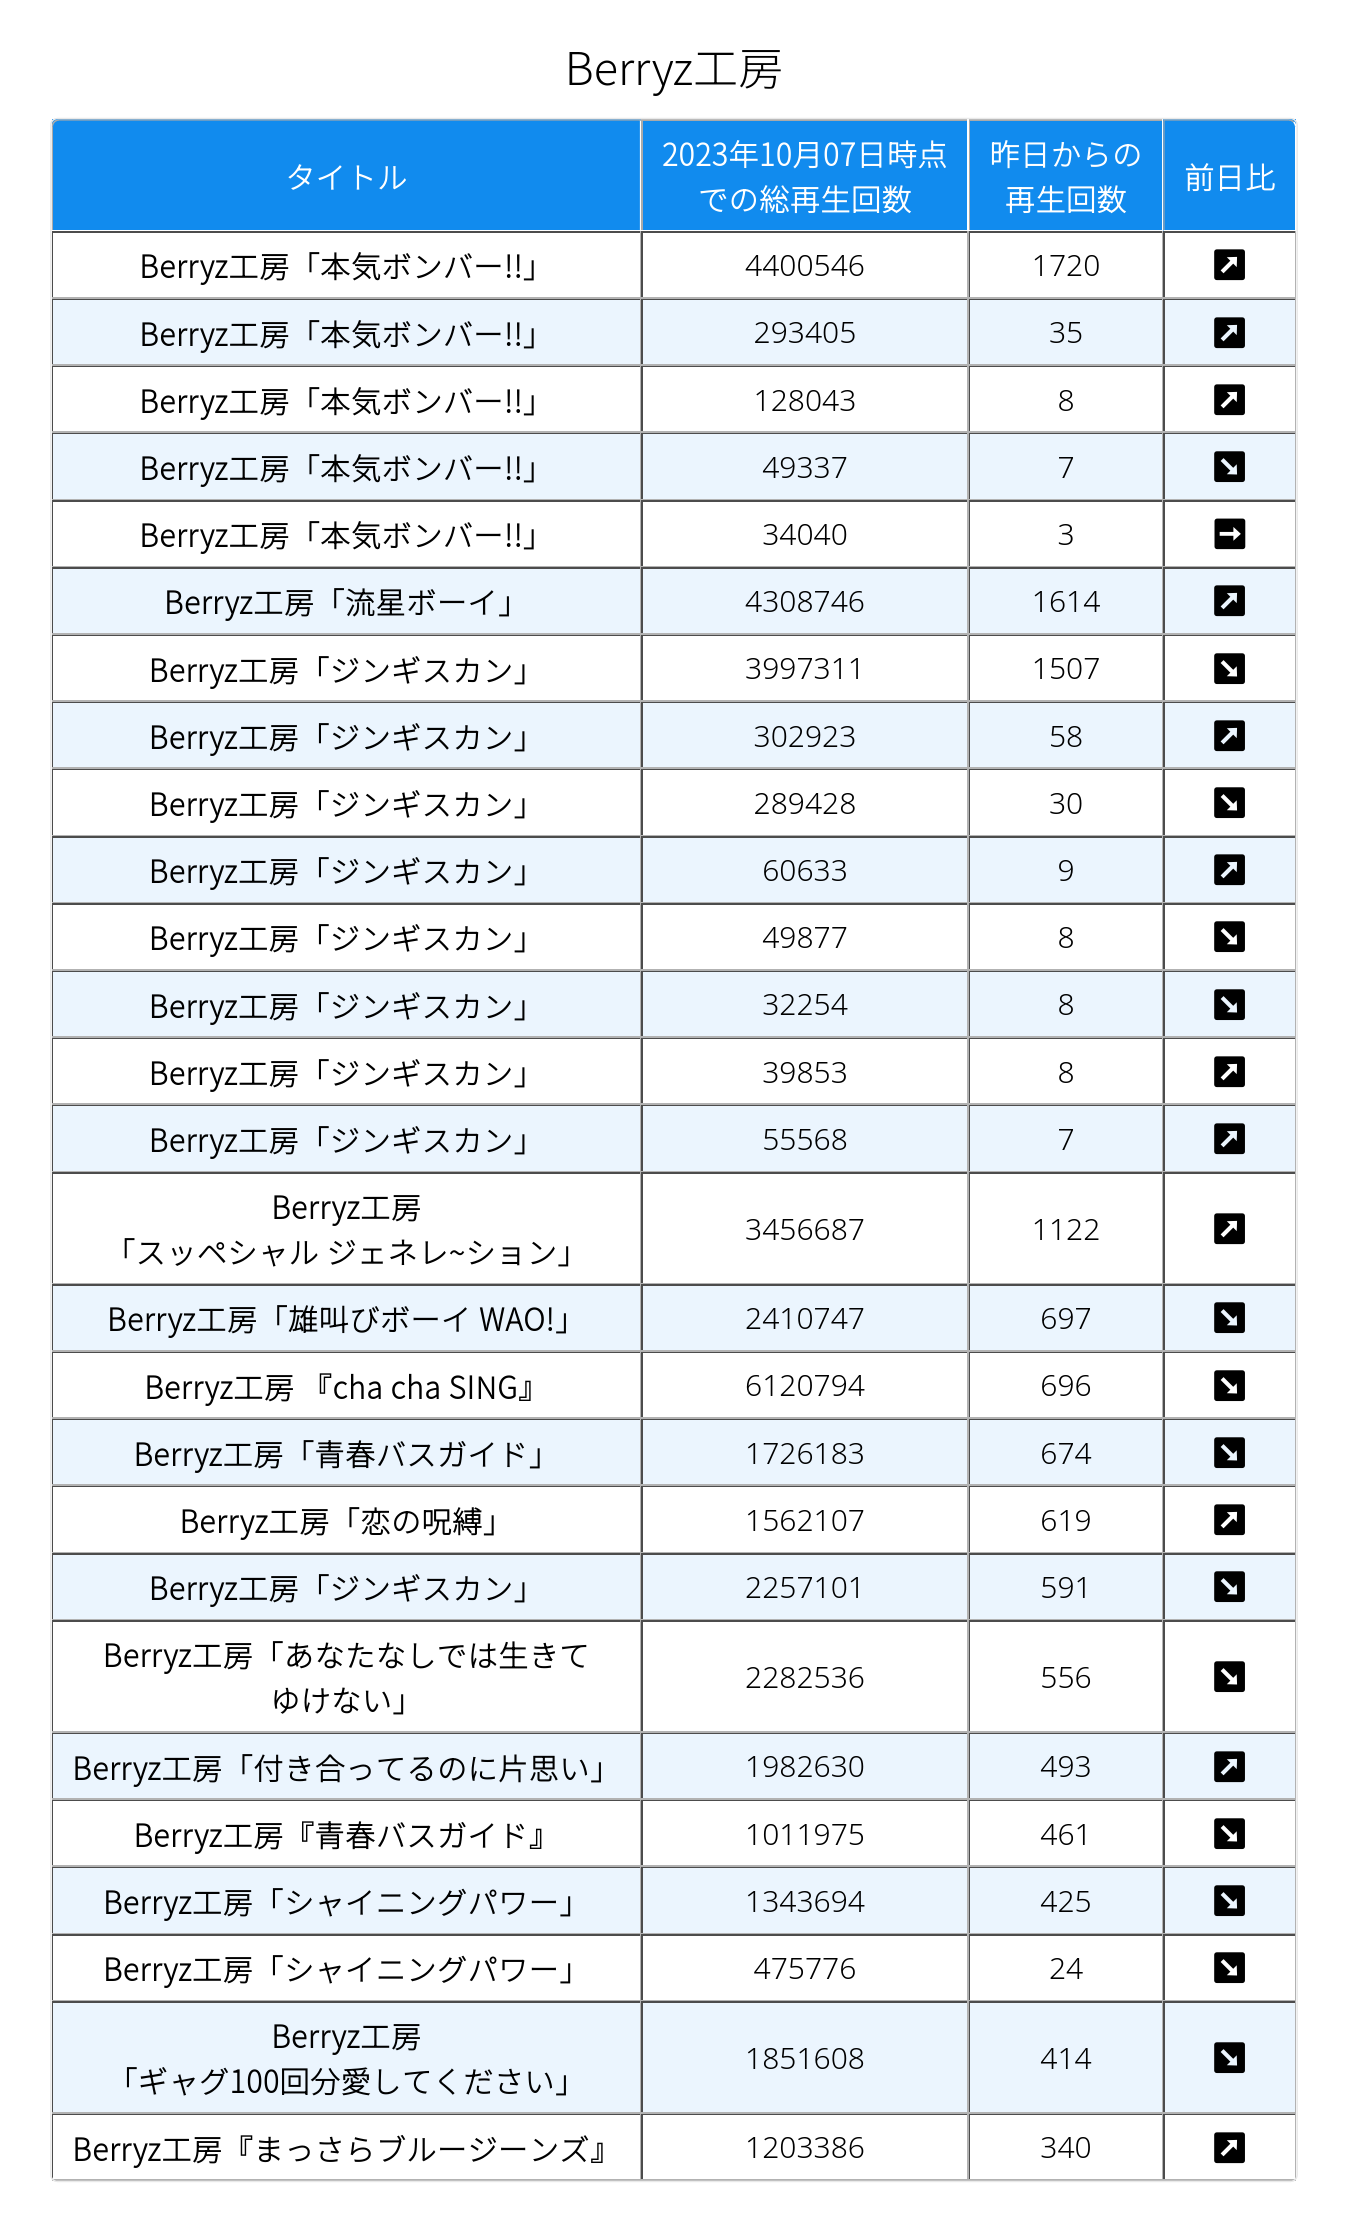 Berryz工房
タイトル
2023年10月07日時点
での総再生回数
昨日からの
再生回数
前日比
Berryz工房「本気ボンバー!!」 4400546 1720
Berryz工房「本気ボンバー!!」 293405 35
Berryz工房「本気ボンバー!!」 128043 8
Berryz工房「本気ボンバー!!」 49337 7
Berryz工房「本気ボンバー!!」 34040 3
Berryz工房「流星ボーイ」 4308746 1614
Berryz工房「ジンギスカン」 3997311 1507
Berryz工房「ジンギスカン」 302923 58
Berryz工房「ジンギスカン」 289428 30
Berryz工房「ジンギスカン」 60633 9
Berryz工房「ジンギスカン」 49877 8
Berryz工房「ジンギスカン」 32254 8
Berryz工房「ジンギスカン」 39853 8
Berryz工房「ジンギスカン」 55568 7
Berryz工房
「スッペシャル ジェネレ~ション」 3456687 1122
Berryz工房「雄叫びボーイ WAO!」 2410747 697
Berryz工房 『cha cha SING』 6120794 696
Berryz工房「青春バスガイド」 1726183 674
Berryz工房「恋の呪縛」 1562107 619
Berryz工房「ジンギスカン」 2257101 591
Berryz工房「あなたなしでは生きて
ゆけない」 2282536 556
Berryz工房「付き合ってるのに片思い」 1982630 493
Berryz工房『青春バスガイド』 1011975 461
Berryz工房「シャイニングパワー」 1343694 425
Berryz工房「シャイニングパワー」 475776 24
Berryz工房
「ギャグ100回分愛してください」 1851608 414
Berryz工房『まっさらブルージーンズ』 1203386 340